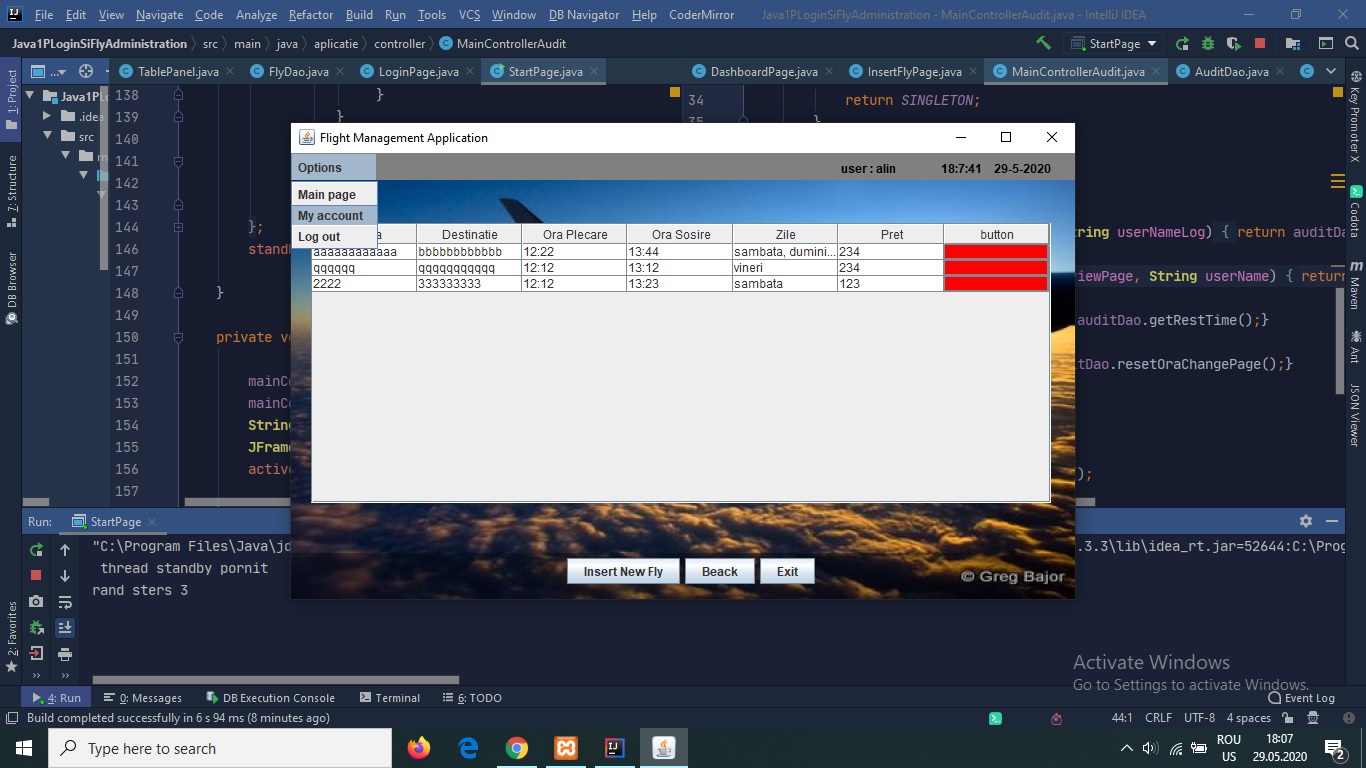 File Edit View Navigate Code Analyze Refactor Build Run Tools VCS Window DB Navigator Help CoderMirror Java1PLoginSiFlyAdministration - MainControllerAudit.java - IntelliJ IDEA
Java1PLoginSiFlyAdministration src main java aplicatie controller MainControllerAudit StartPage
TablePanel.java FlyDao.java LoginPage.java StartPage.java DashboardPage.java InsertFlyPage.java MainControllerAudit.java AuditDao.java
1: Project
7: Structure
DB Browser
2: Favorites
Java1PLo
.idea
src
m
138 }
139 }
140
141
142
143
144 };
146 standb
148 }
149
150 private vo
151
152 mainCo
153 mainCo
154 String
155 JFrame
156 active
157
34 return SINGLETON;
35 }
tring userNameLog) { return auditDa
iewPage, String userName) { return
auditDao.getRestTime();}
tDao.resetOraChangePage();}
);
Key Promoter X
Codota
Maven
Ant
JSON Viewer
Flight Management Application
Options user : alin 18:7:41 29-5-2020
Main page
My account
Log out
a Destinatie Ora Plecare Ora Sosire Zile Pret button
aaaaaaaaaaaa bbbbbbbbbbbb 12:22 13:44 sambata, dumini... 234
qqqqqq qqqqqqqqqqq 12:12 13:12 vineri 234
2222 333333333 12:12 13:23 sambata 123
Insert New Fly Beack Exit
© Greg Bajor
Run: StartPage
"C:\Program Files\Java\jd .3.3\lib\idea_rt.jar=52644:C:\Prog
thread standby pornit
rand sters 3
Activate Windows
Go to Settings to activate Windows.
4: Run 0: Messages DB Execution Console Terminal 6: TODO Event Log
Build completed successfully in 6 s 94 ms (8 minutes ago) 44:1 CRLF UTF-8 4 spaces
Type here to search
ROU 18:07
US 29.05.2020
2